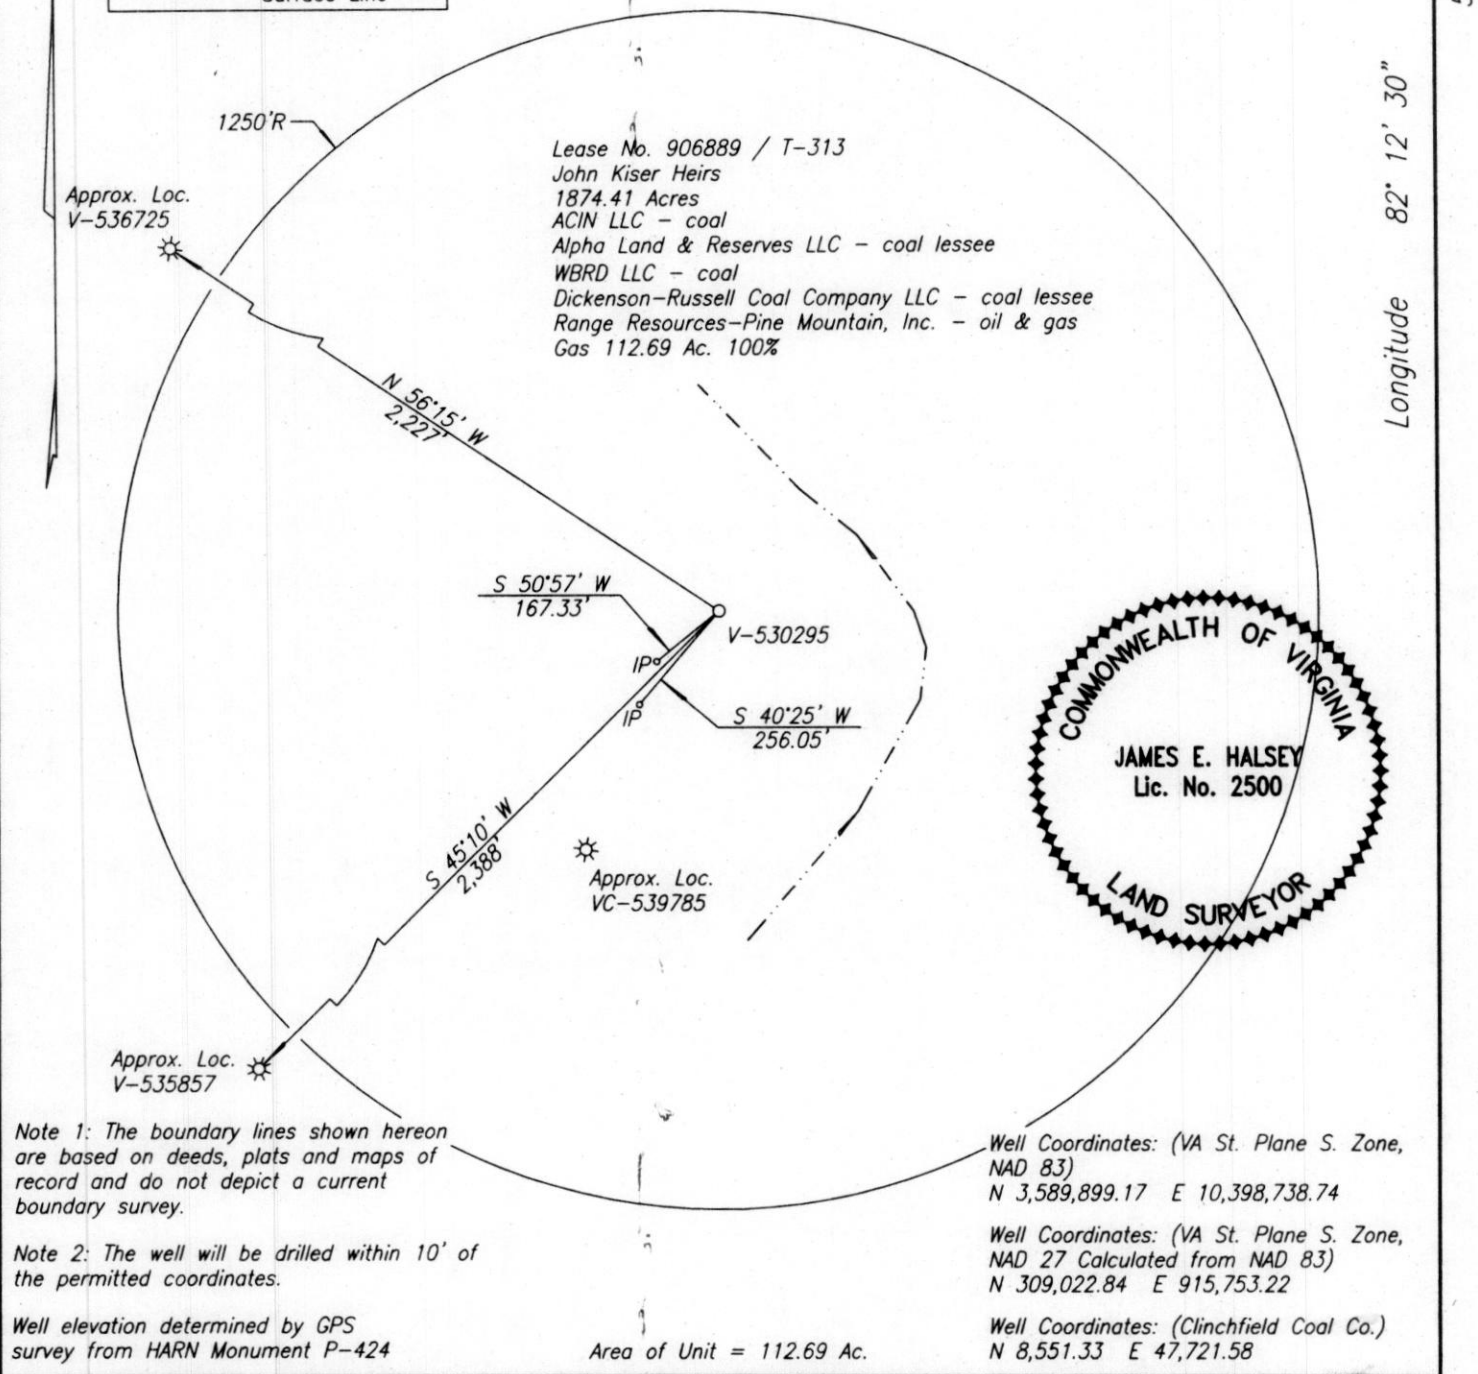 1250'R
Approx. Loc.
V-536725
Lease No. 906889 / T-313
John Kiser Heirs
1874.41 Acres
ACIN LLC - coal
Alpha Land & Reserves LLC - coal lessee
WBRD LLC - coal
Dickenson-Russell Coal Company LLC - coal lessee
Range Resources-Pine Mountain, Inc. - oil & gas
Gas 112.69 Ac. 100%
Longitude 82° 12' 30"
N 56°15' W
2,227'
S 50°57' W
167.33'
V-530295
IP
IP
S 40°25' W
256.05'
COMMONWEALTH OF VIRGINIA
JAMES E. HALSEY
Lic. No. 2500
LAND SURVEYOR
S 45°10' W
2,388'
Approx. Loc.
VC-539785
Approx. Loc.
V-535857
Note 1: The boundary lines shown hereon
are based on deeds, plats and maps of
record and do not depict a current
boundary survey.
Note 2: The well will be drilled within 10' of
the permitted coordinates.
Well elevation determined by GPS
survey from HARN Monument P-424
Area of Unit = 112.69 Ac.
Well Coordinates: (VA St. Plane S. Zone,
NAD 83)
N 3,589,899.17 E 10,398,738.74
Well Coordinates: (VA St. Plane S. Zone,
NAD 27 Calculated from NAD 83)
N 309,022.84 E 915,753.22
Well Coordinates: (Clinchfield Coal Co.)
N 8,551.33 E 47,721.58